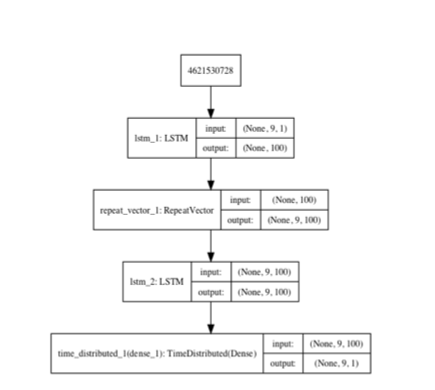 4621530728
lstm_1: LSTM
input:
(None, 9, 1)
output:
(None, 100)
repeat_vector_1: RepeatVector
input:
(None, 100)
output:
(None, 9, 100)
lstm_2: LSTM
input:
(None, 9, 100)
output:
(None, 9, 100)
time_distributed_1(dense_1): TimeDistributed(Dense)
input:
(None, 9, 100)
output:
(None, 9, 1)